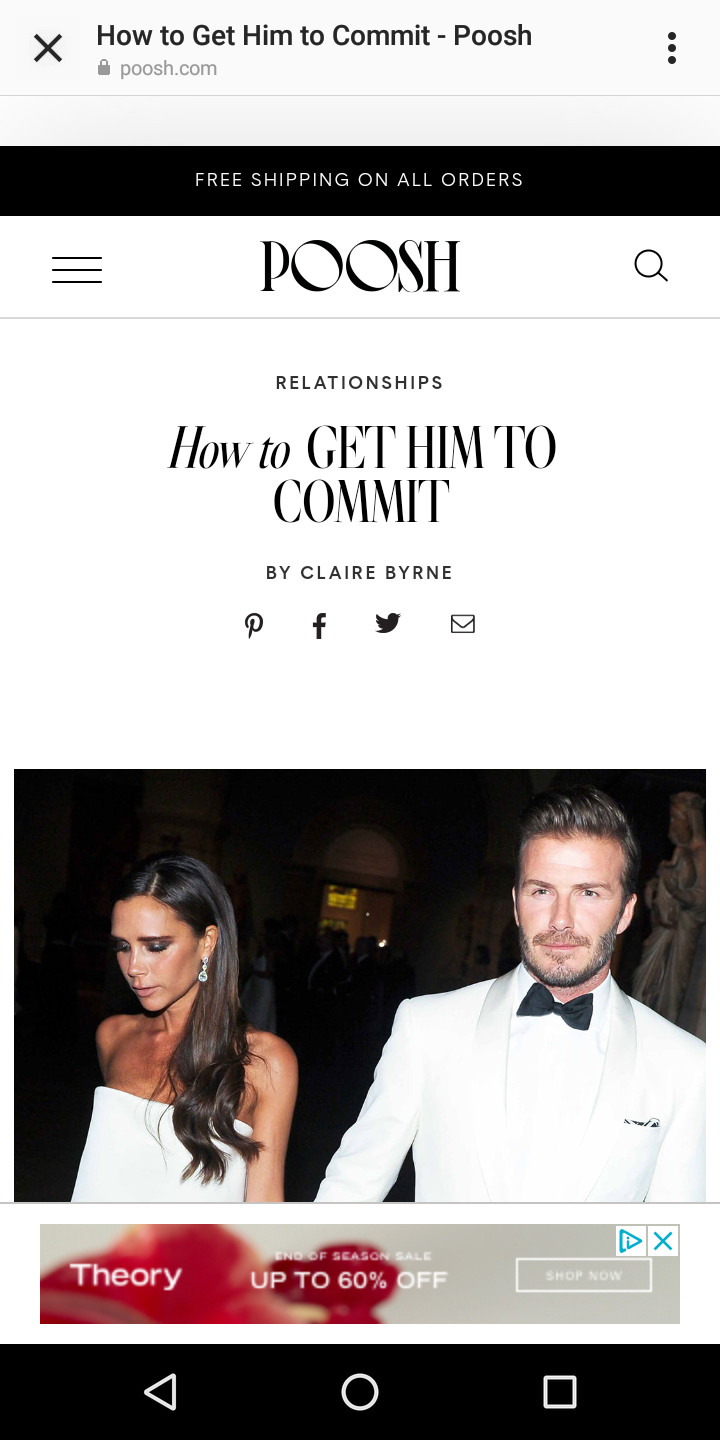 How to Get Him to Commit - Poosh
poosh.com
FREE SHIPPING ON ALL ORDERS
POOSH
RELATIONSHIPS
How to GET HIM TO
COMMIT
BY CLAIRE BYRNE
Theory
END OF SEASON SALE
UP TO 60% OFF
SHOP NOW